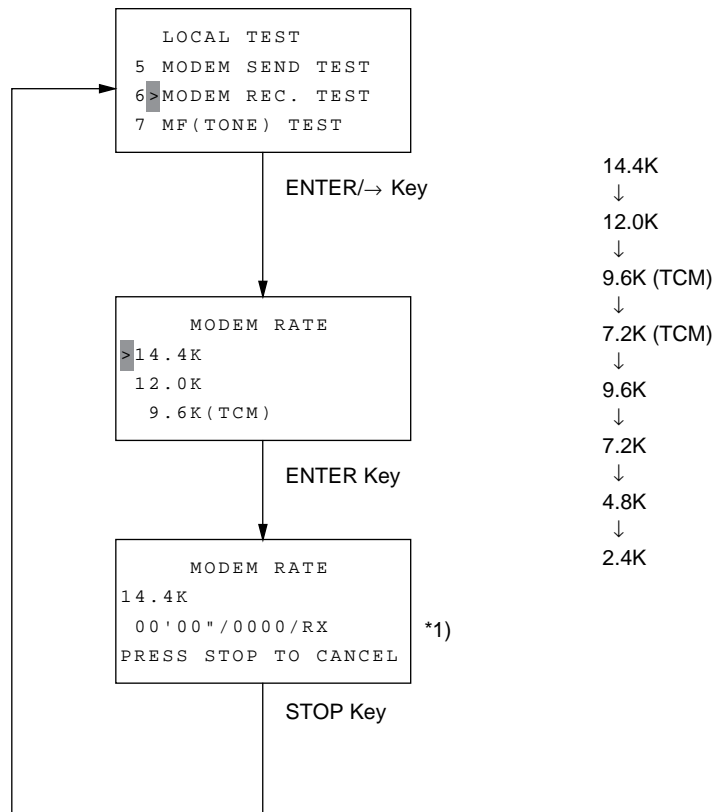 LOCAL TEST
5 MODEM SEND TEST
6>MODEM REC. TEST
7 MF(TONE) TEST
ENTER/→ Key
MODEM RATE
>14.4K
12.0K
9.6K(TCM)
ENTER Key
MODEM RATE
14.4K
00'00"/0000/RX
PRESS STOP TO CANCEL
*1)
STOP Key
14.4K
↓
12.0K
↓
9.6K (TCM)
↓
7.2K (TCM)
↓
9.6K
↓
7.2K
↓
4.8K
↓
2.4K